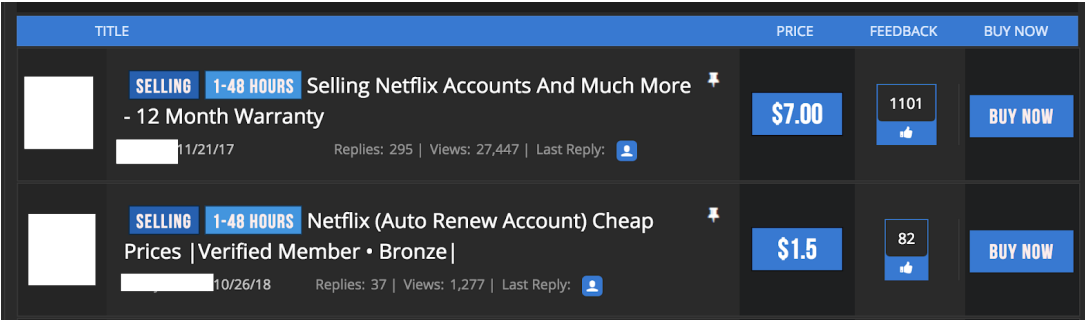 TITLE PRICE FEEDBACK BUY NOW
SELLING 1-48 HOURS Selling Netflix Accounts And Much More
- 12 Month Warranty
11/21/17 Replies: 295 | Views: 27,447 | Last Reply:
$7.00
1101
BUY NOW
SELLING 1-48 HOURS Netflix (Auto Renew Account) Cheap
Prices |Verified Member • Bronze|
10/26/18 Replies: 37 | Views: 1,277 | Last Reply:
$1.5
82
BUY NOW